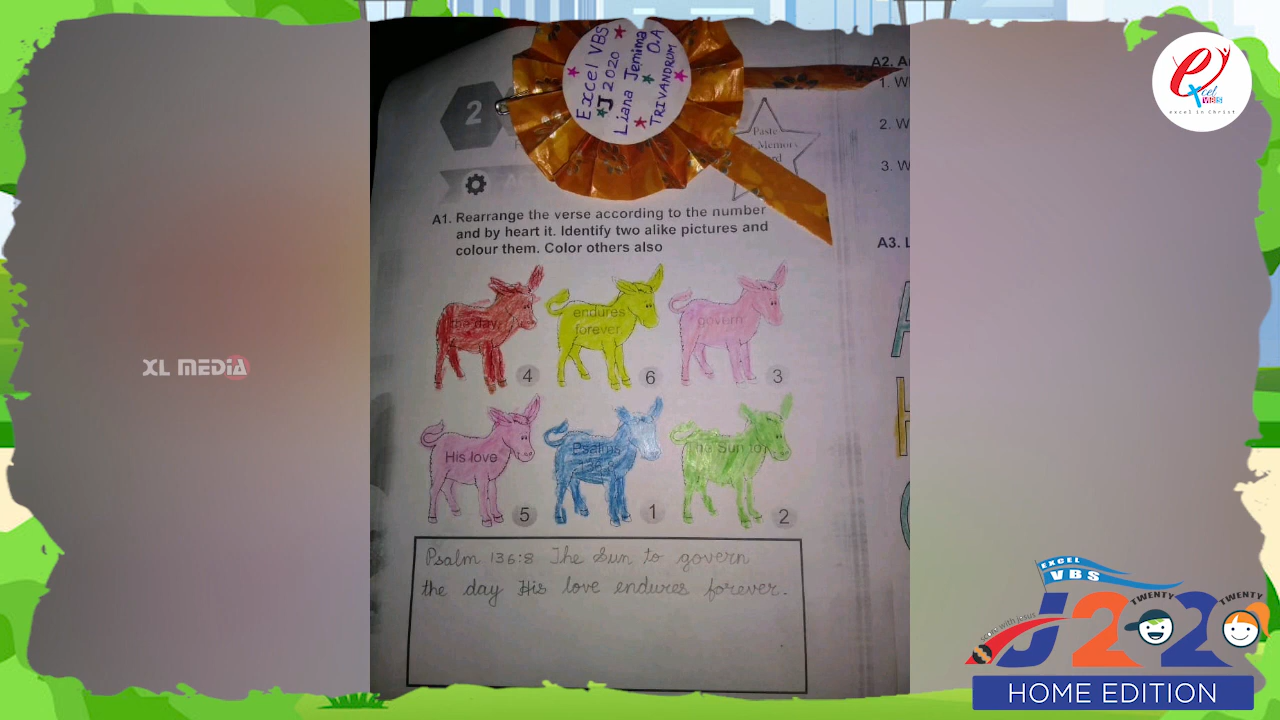 Excel VBS
J 2020
Liana Jemima
O.A
TRIVANDRUM
2
Paste
Memory
A2.
1. W
2. W
3. W
A3. L
A1. Rearrange the verse according to the number
and by heart it. Identify two alike pictures and
colour them. Color others also
the day
4
endures
forever
6
govern
3
His love
5
Psalms
136:8
1
The Sun to
2
Psalm 136:8 The Sun to govern
the day His love endures forever.
XL MEDIA
excel
VBS
excel in Christ
EXCEL
VBS
J2020
TWENTY TWENTY
HOME EDITION